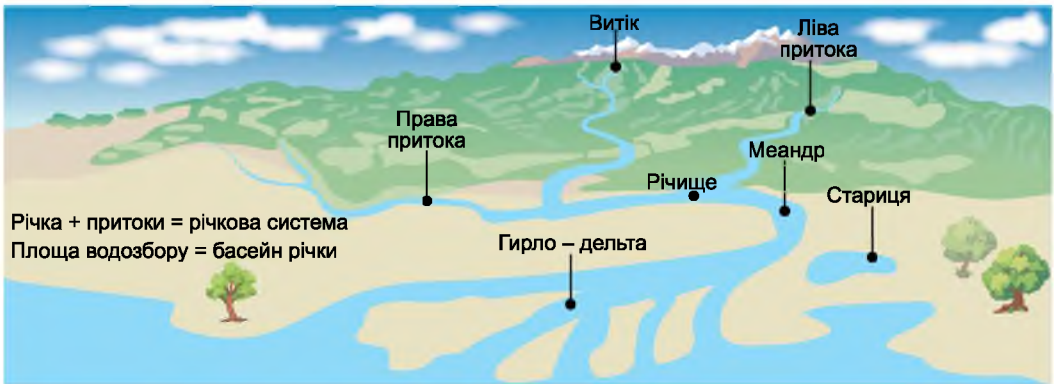 Витік
Ліва
притока
Права
притока
Меандр
Річище
Стариця
Річка + притоки = річкова система
Площа водозбору = басейн річки
Гирло – дельта